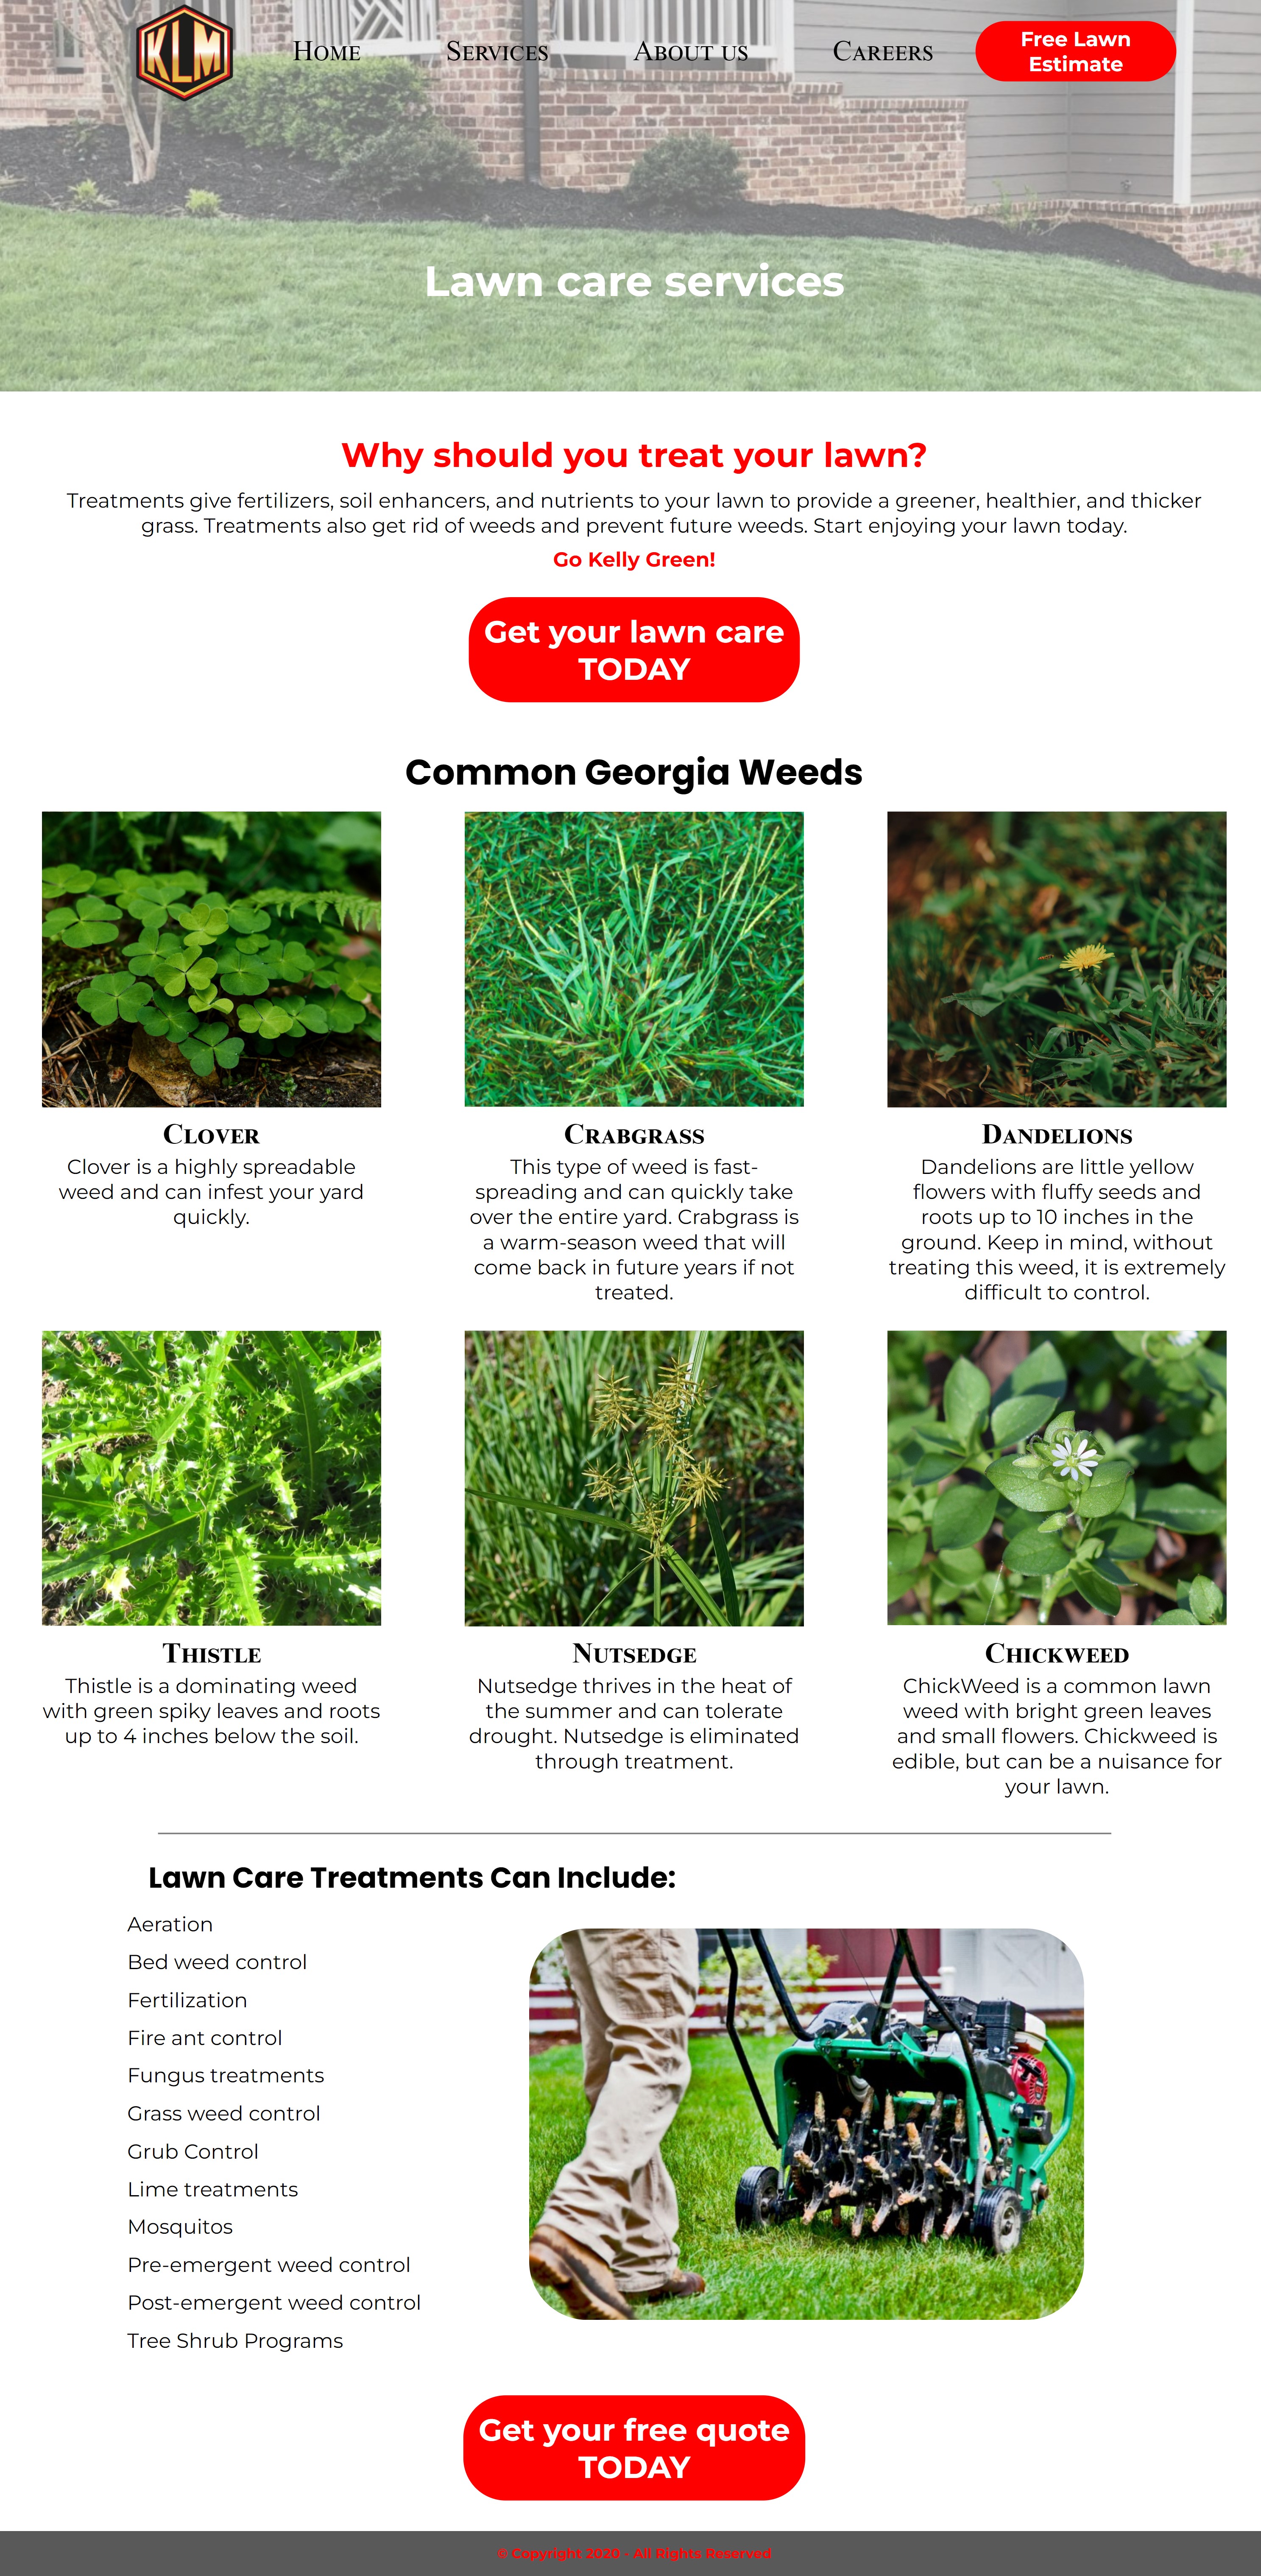 KLM
Home
Services
About us
Careers
Free Lawn
Estimate
Lawn care services
Why should you treat your lawn?
Treatments give fertilizers, soil enhancers, and nutrients to your lawn to provide a greener, healthier, and thicker
grass. Treatments also get rid of weeds and prevent future weeds. Start enjoying your lawn today.
Go Kelly Green!
Get your lawn care
TODAY
Common Georgia Weeds
Clover
Clover is a highly spreadable
weed and can infest your yard
quickly.
Crabgrass
This type of weed is fast-
spreading and can quickly take
over the entire yard. Crabgrass is
a warm-season weed that will
come back in future years if not
treated.
Dandelions
Dandelions are little yellow
flowers with fluffy seeds and
roots up to 10 inches in the
ground. Keep in mind, without
treating this weed, it is extremely
difficult to control.
Thistle
Thistle is a dominating weed
with green spiky leaves and roots
up to 4 inches below the soil.
Nutsedge
Nutsedge thrives in the heat of
the summer and can tolerate
drought. Nutsedge is eliminated
through treatment.
Chickweed
ChickWeed is a common lawn
weed with bright green leaves
and small flowers. Chickweed is
edible, but can be a nuisance for
your lawn.
Lawn Care Treatments Can Include:
Aeration
Bed weed control
Fertilization
Fire ant control
Fungus treatments
Grass weed control
Grub Control
Lime treatments
Mosquitos
Pre-emergent weed control
Post-emergent weed control
Tree Shrub Programs
Get your free quote
TODAY
© Copyright 2020 - All Rights Reserved